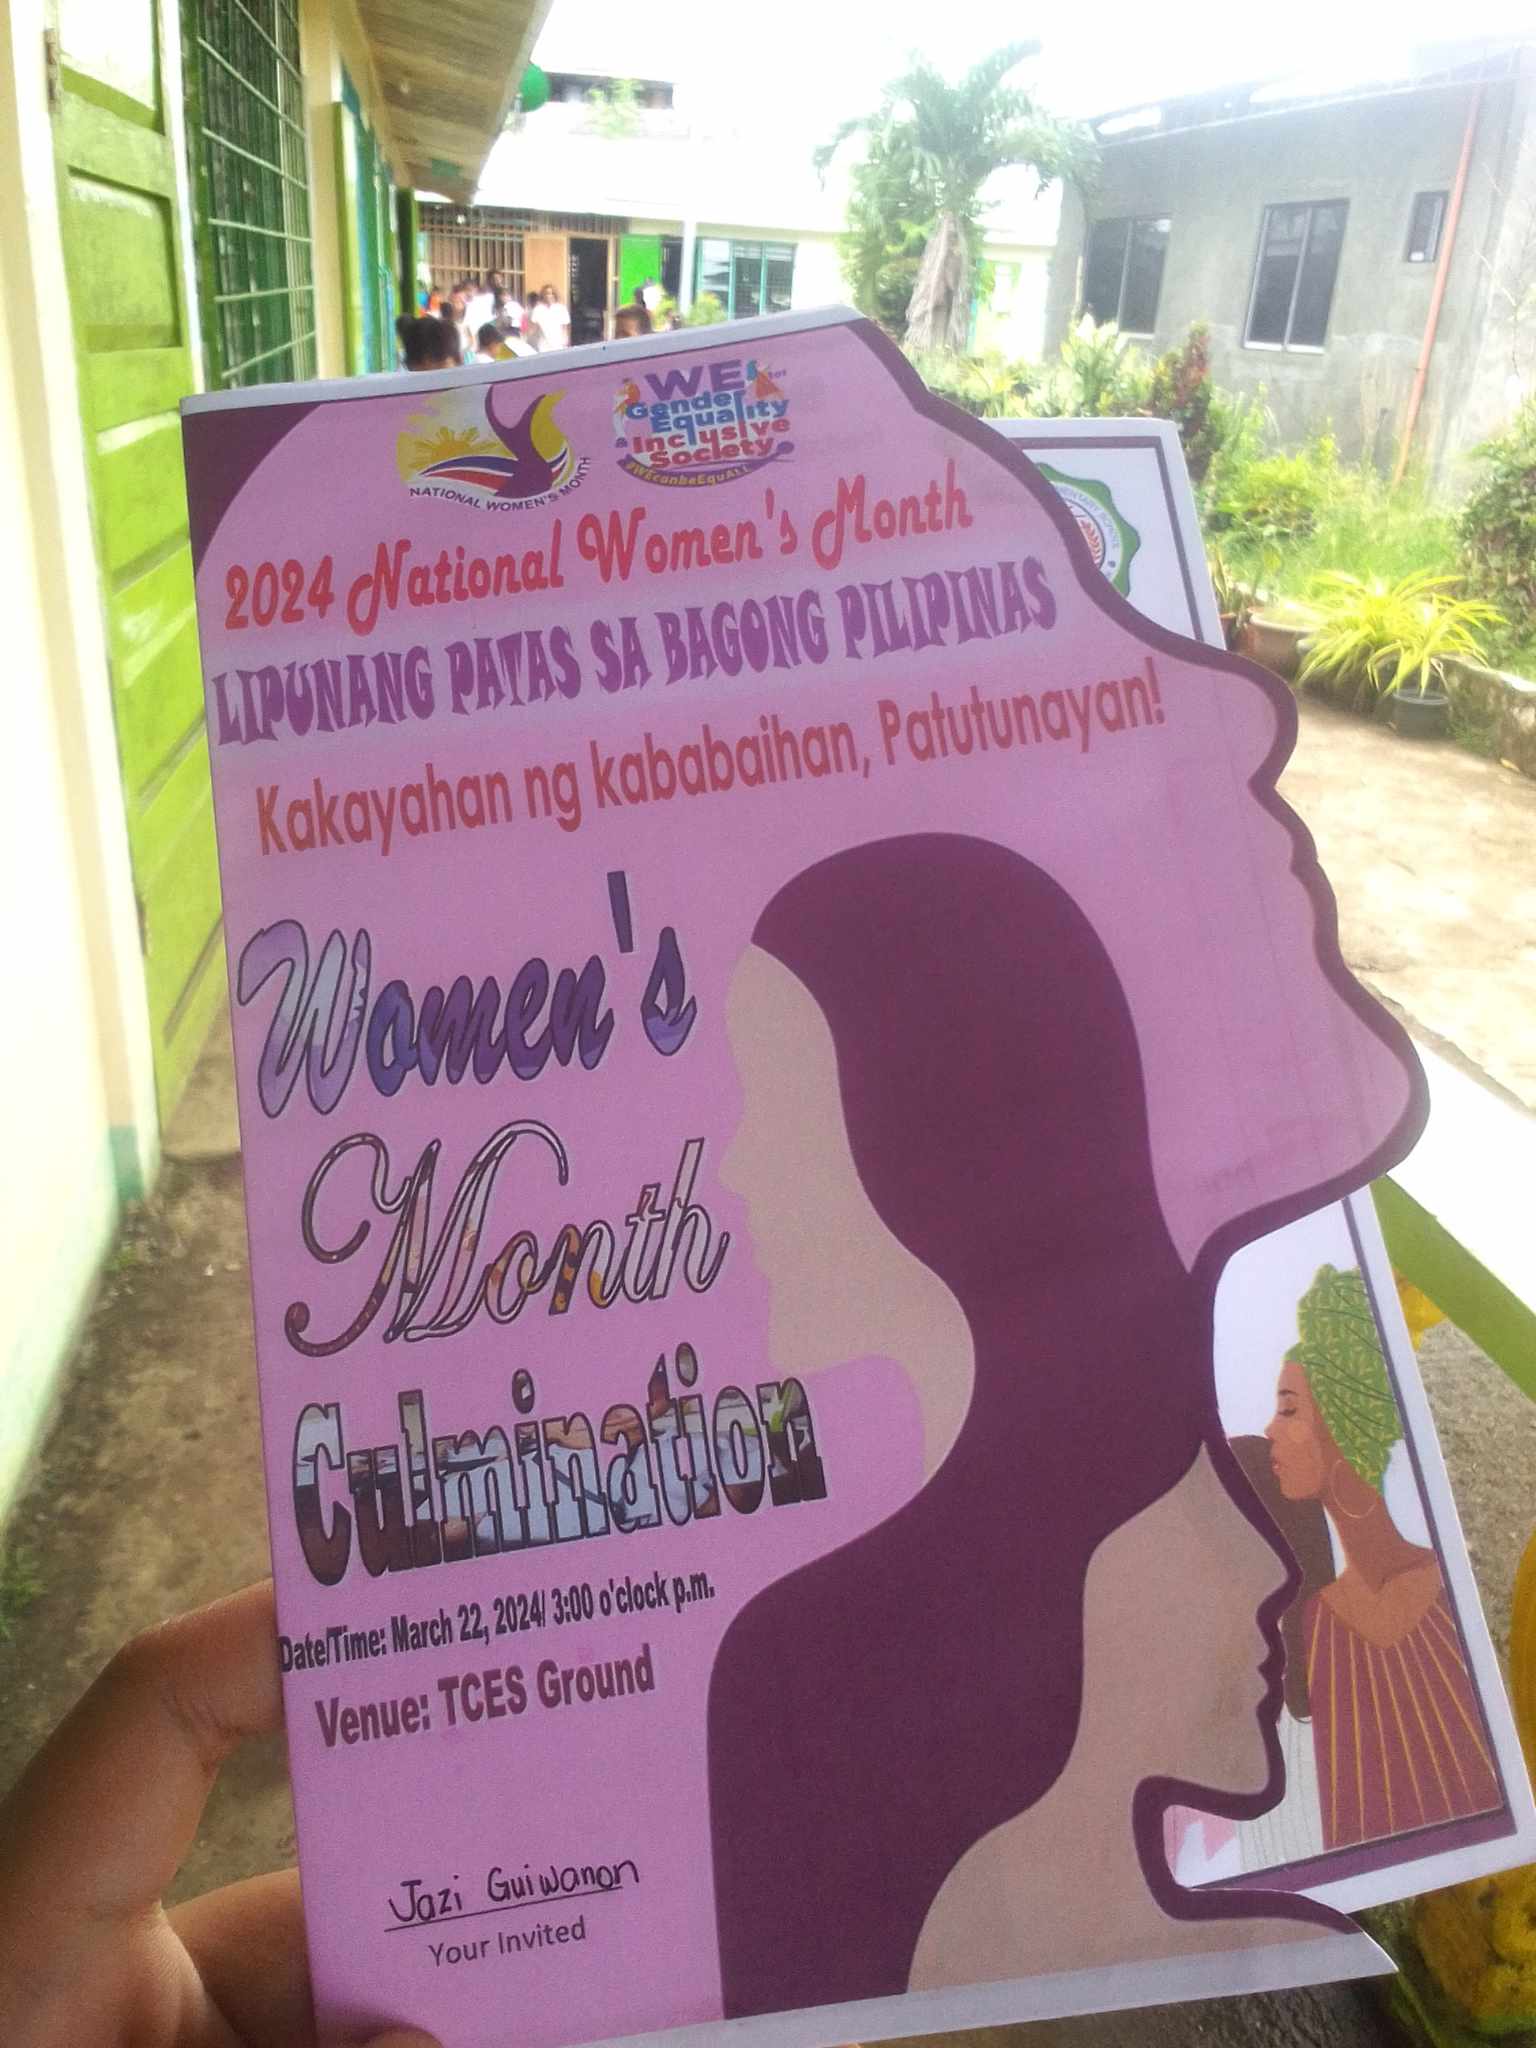 NATIONAL WOMEN'S MONTH
WE for
Gender
Equality
Inclusive
Society
#WEcanbeEquALL
2024 National Women's Month
LIPUNANG PATAS SA BAGONG PILIPINAS
Kakayahan ng kababaihan, Patutunayan!
Women's
Month
Culmination
Date/Time: March 22, 2024/ 3:00 o'clock p.m.
Venue: TCES Ground
Jazi Guiwanon
Your Invited